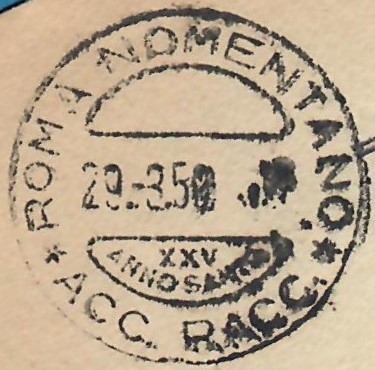 ROMA NOMENTANO
29.-3.50
XXV
ANNO SANTO
* ACC. RACC. *